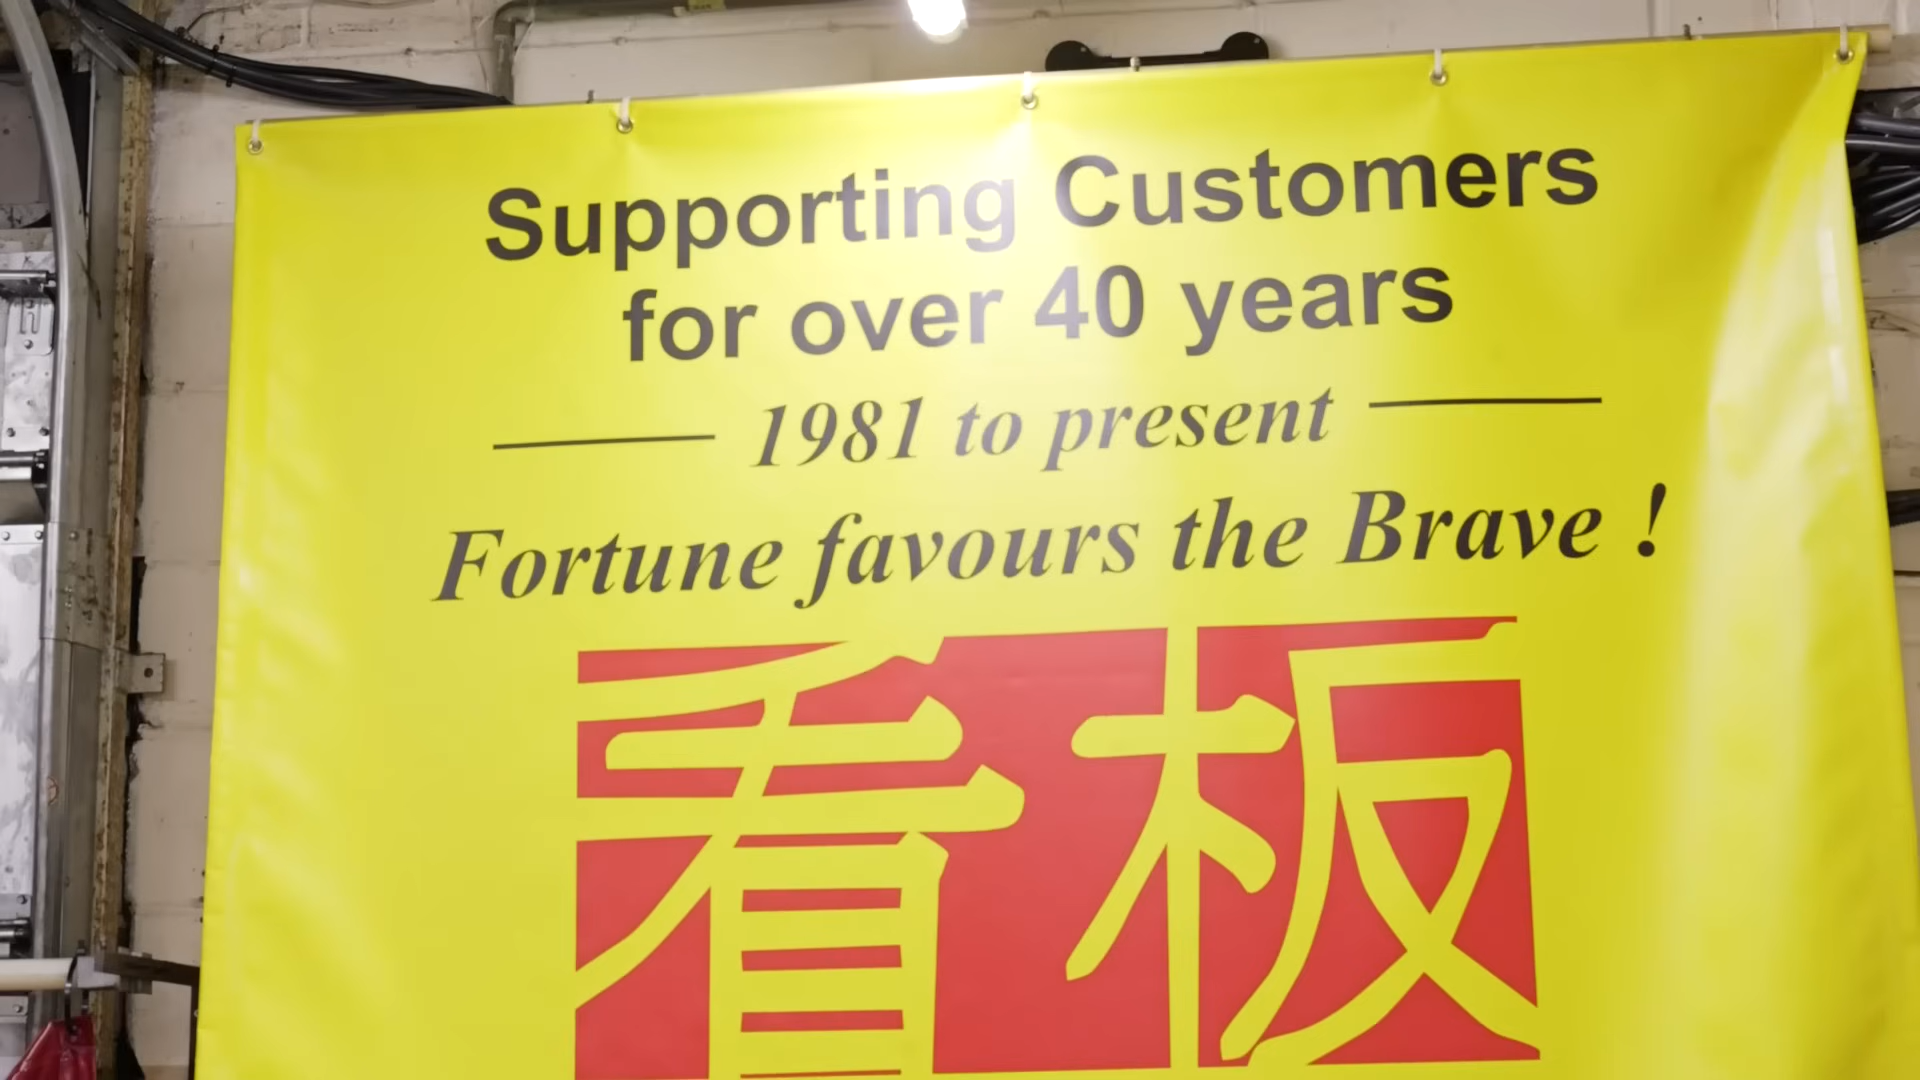 Supporting Customers
for over 40 years
1981 to present
Fortune favours the Brave !
看板